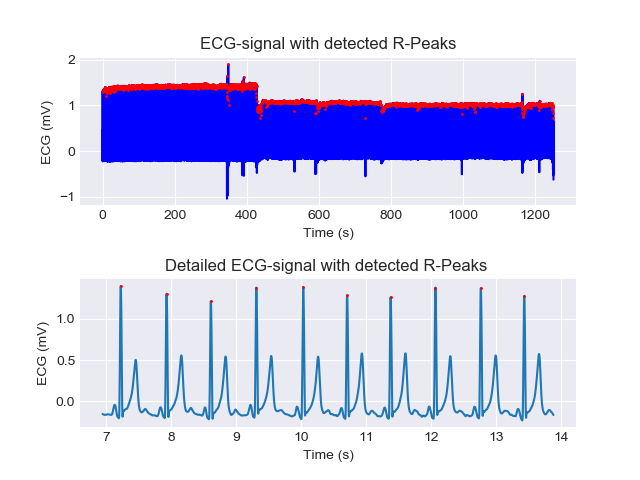 ECG-signal with detected R-Peaks
2
1
0
−1
ECG (mV)
0 200 400 600 800 1000 1200
Time (s)
Detailed ECG-signal with detected R-Peaks
1.0
0.5
0.0
ECG (mV)
7 8 9 10 11 12 13 14
Time (s)